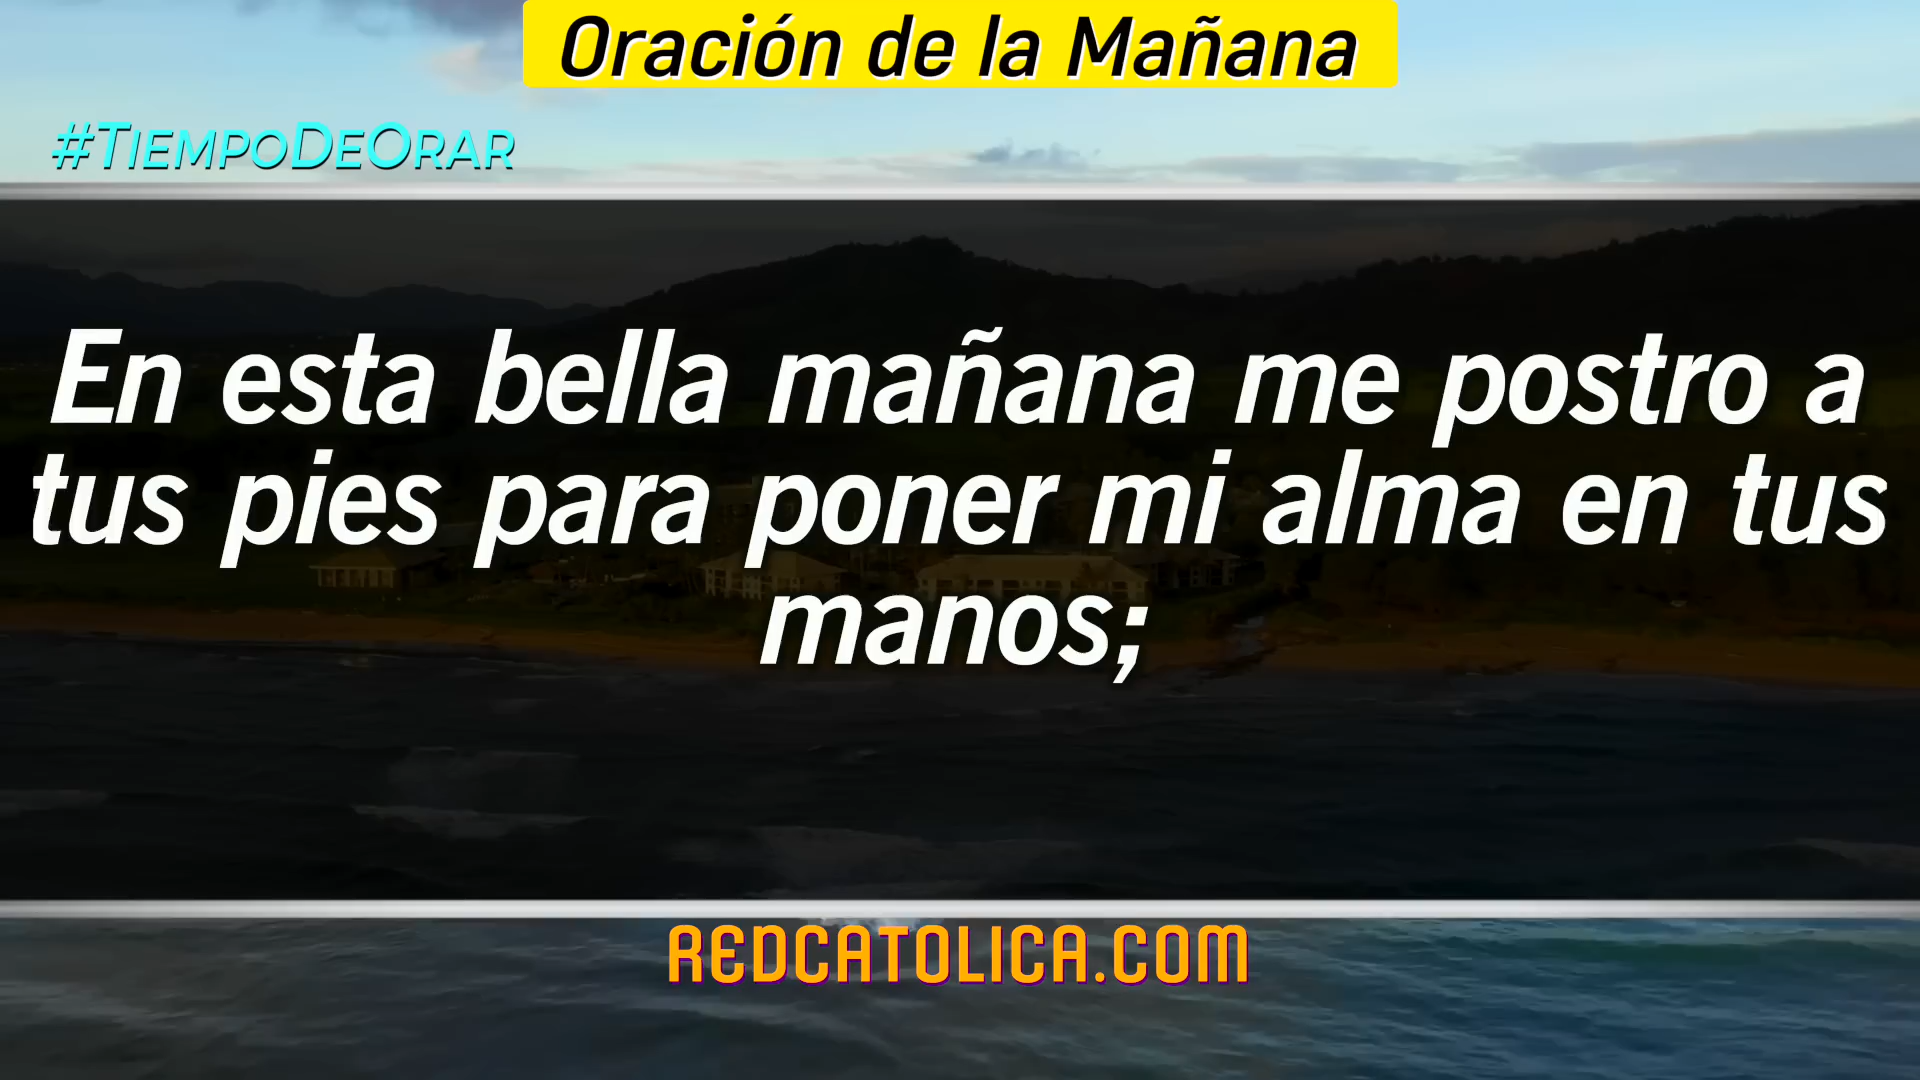 Oración de la Mañana
#TIEMPODEORAR
En esta bella mañana me postro a
tus pies para poner mi alma en tus
manos;
REDCATOLICA.COM